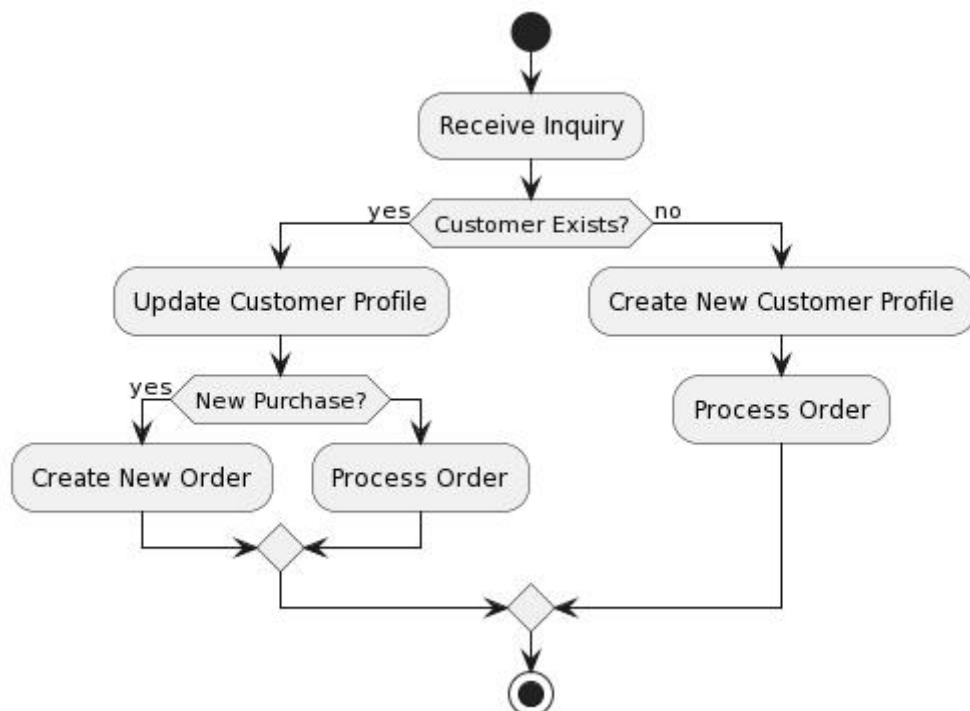 Receive Inquiry
yes
Customer Exists?
no
Update Customer Profile
Create New Customer Profile
yes
New Purchase?
Process Order
Create New Order
Process Order